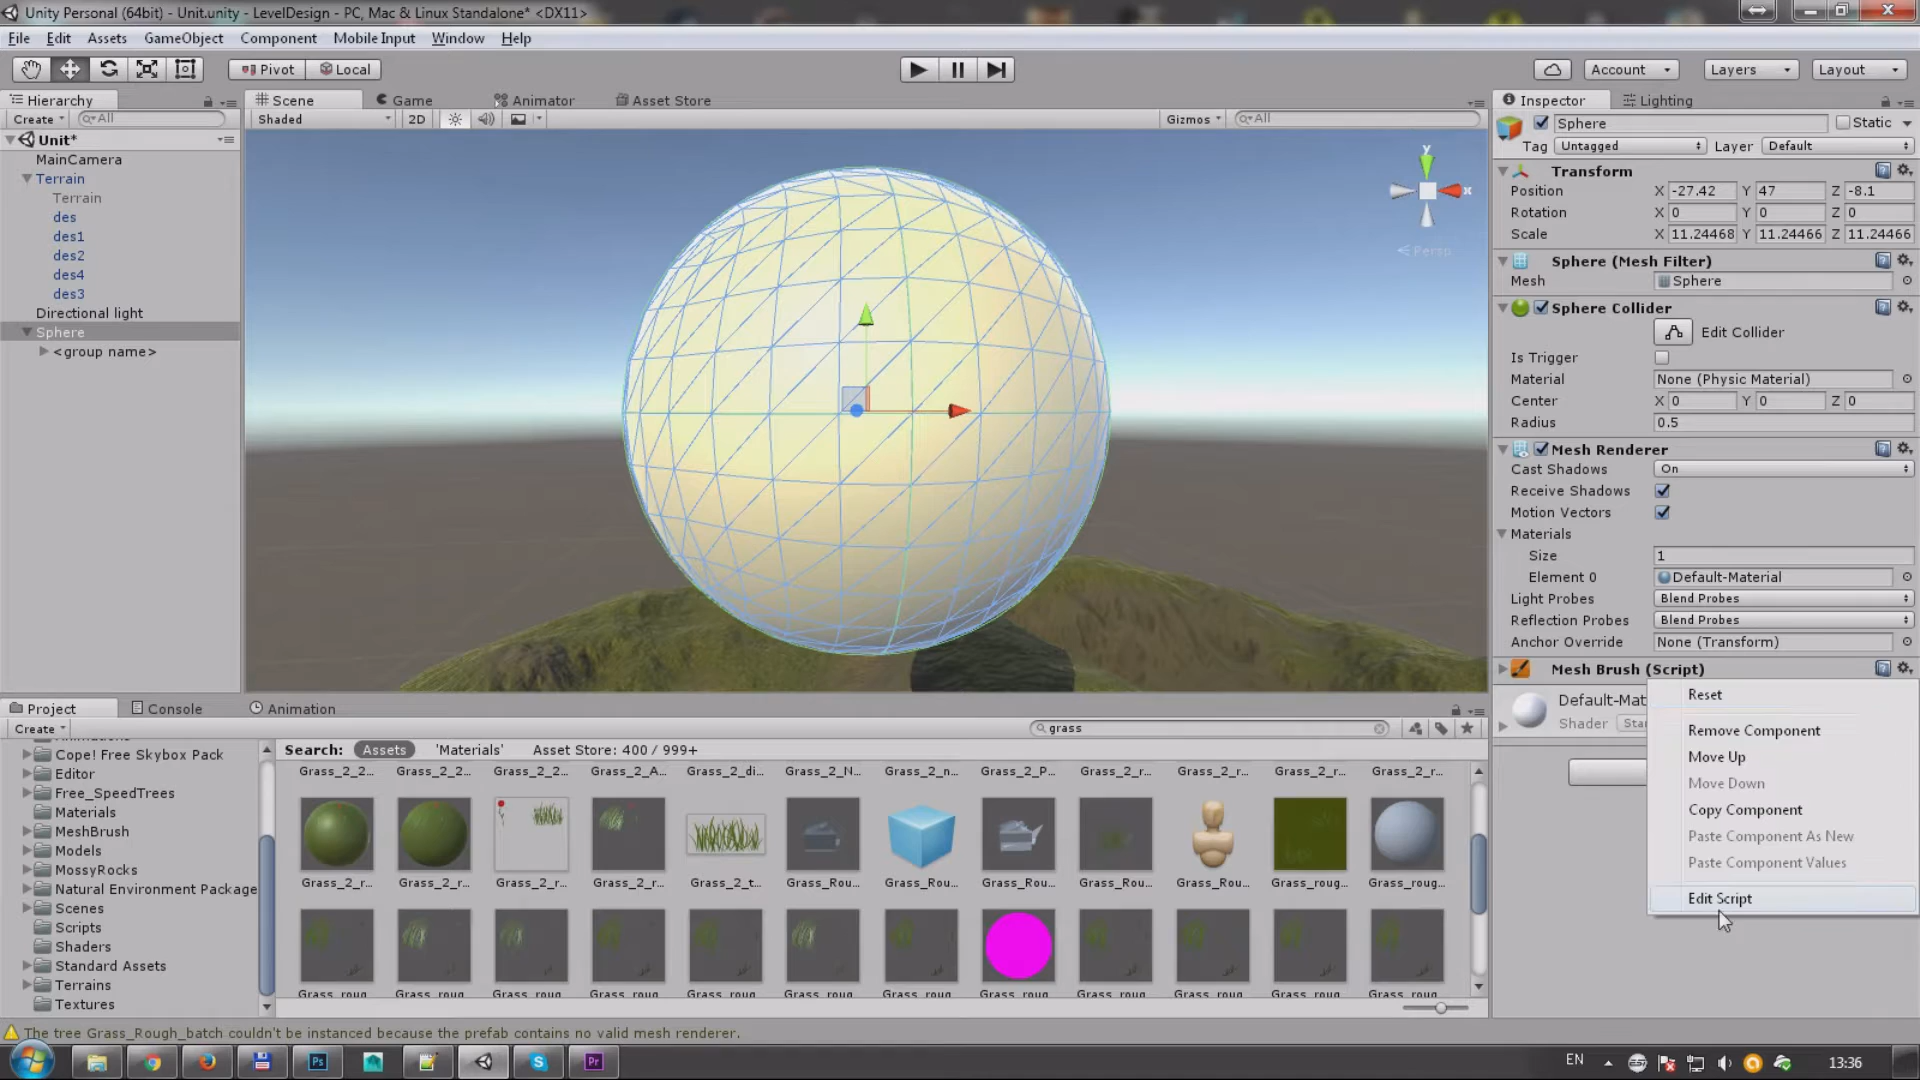 Unity Personal (64bit) - Unit.unity - LevelDesign - PC, Mac & Linux Standalone* <DX11>
File Edit Assets GameObject Component Mobile Input Window Help
Pivot Local Account Layers Layout
Hierarchy
Create All
Unit*
MainCamera
Terrain
Terrain
des
des1
des2
des4
des3
Directional light
Sphere
<group name>
Scene Game Animator Asset Store
Shaded 2D Gizmos All
y
x
Persp
Inspector Lighting
Sphere Static
Tag Untagged Layer Default
Transform
Position X -27.42 Y 47 Z -8.1
Rotation X 0 Y 0 Z 0
Scale X 11.24468 Y 11.24466 Z 11.24466
Sphere (Mesh Filter)
Mesh Sphere
Sphere Collider
Edit Collider
Is Trigger
Material None (Physic Material)
Center X 0 Y 0 Z 0
Radius 0.5
Mesh Renderer
Cast Shadows On
Receive Shadows
Motion Vectors
Materials
Size 1
Element 0 Default-Material
Light Probes Blend Probes
Reflection Probes Blend Probes
Anchor Override None (Transform)
Mesh Brush (Script)
Default-Mat
Shader Star
Reset
Remove Component
Move Up
Move Down
Copy Component
Paste Component As New
Paste Component Values
Edit Script
Project Console Animation
Create grass
Cope! Free Skybox Pack
Editor
Free_SpeedTrees
Materials
MeshBrush
Models
MossyRocks
Natural Environment Package
Scenes
Scripts
Shaders
Standard Assets
Terrains
Textures
Search: Assets 'Materials' Asset Store: 400 / 999+
Grass_2_2... Grass_2_2... Grass_2_2... Grass_2_A... Grass_2_di... Grass_2_N... Grass_2_n... Grass_2_P... Grass_2_r... Grass_2_r... Grass_2_r... Grass_2_r...
Grass_2_r... Grass_2_r... Grass_2_r... Grass_2_r... Grass_2_t... Grass_Rou... Grass_Rou... Grass_Rou... Grass_Rou... Grass_Rou... Grass_roug... Grass_roug...
Grass_roug Grass_roug Grass_roug Grass_roug Grass_roug Grass_roug Grass_roug Grass_roug Grass_roug Grass_roug Grass_roug Grass_roug
The tree Grass_Rough_batch couldn't be instanced because the prefab contains no valid mesh renderer.
Ps Pr
EN 13:36